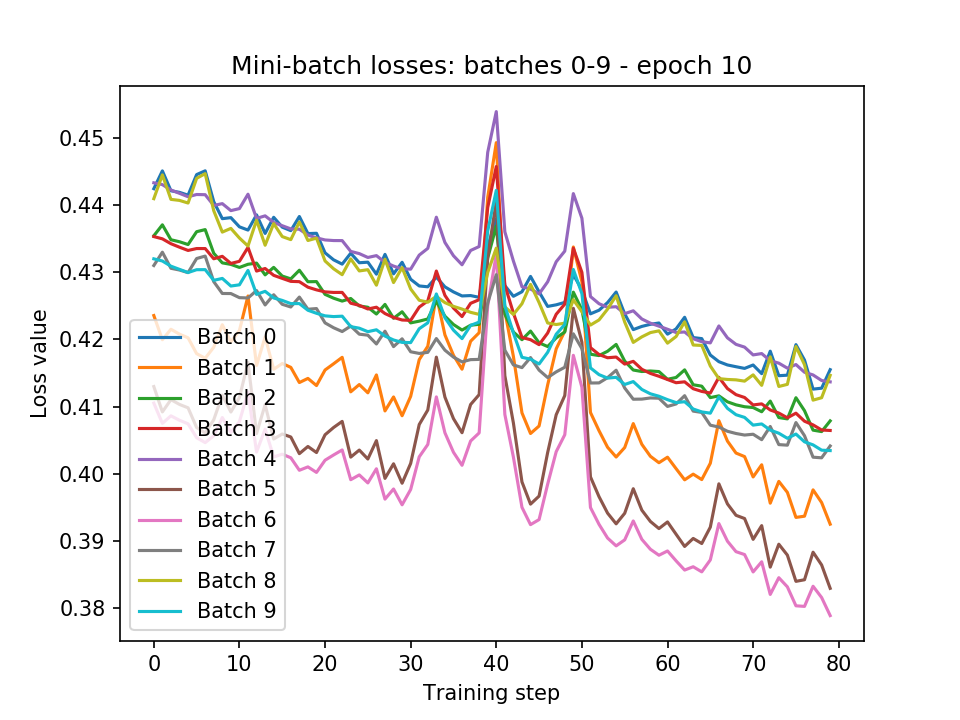 Mini-batch losses: batches 0-9 - epoch 10
0.45
0.44
0.43
0.42
0.41
0.40
0.39
0.38
Loss value
Batch 0
Batch 1
Batch 2
Batch 3
Batch 4
Batch 5
Batch 6
Batch 7
Batch 8
Batch 9
0 10 20 30 40 50 60 70 80
Training step